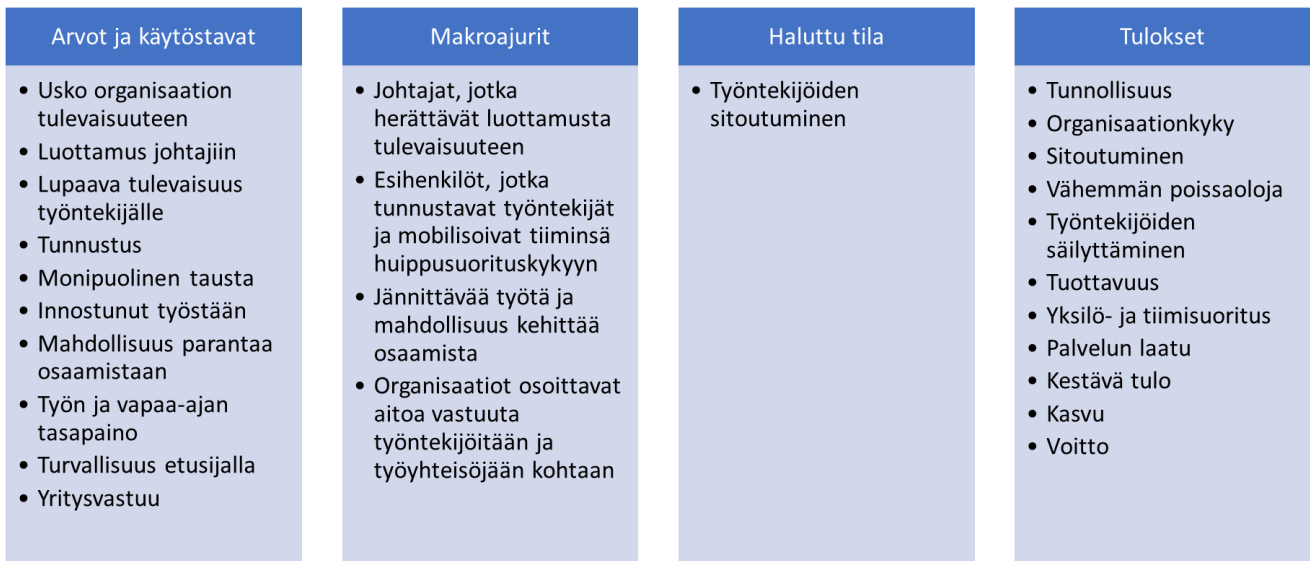 Arvot ja käytöstavat
• Usko organisaation
tulevaisuuteen
• Luottamus johtajiin
• Lupaava tulevaisuus
työntekijälle
• Tunnustus
• Monipuolinen tausta
• Innostunut työstään
• Mahdollisuus parantaa
osaamistaan
• Työn ja vapaa-ajan
tasapaino
• Turvallisuus etusijalla
• Yritysvastuu
Makroajurit
• Johtajat, jotka
herättävät luottamusta
tulevaisuuteen
• Esihenkilöt, jotka
tunnustavat työntekijät
ja mobilisoivat tiiminsä
huippusuorituskykyyn
• Jännittävää työtä ja
mahdollisuus kehittää
osaamista
• Organisaatiot osoittavat
aitoa vastuuta
työntekijöitään ja
työyhteisöjään kohtaan
Haluttu tila
• Työntekijöiden
sitoutuminen
Tulokset
• Tunnollisuus
• Organisaationkyky
• Sitoutuminen
• Vähemmän poissaoloja
• Työntekijöiden
säilyttäminen
• Tuottavuus
• Yksilö- ja tiimisuoritus
• Palvelun laatu
• Kestävä tulo
• Kasvu
• Voitto